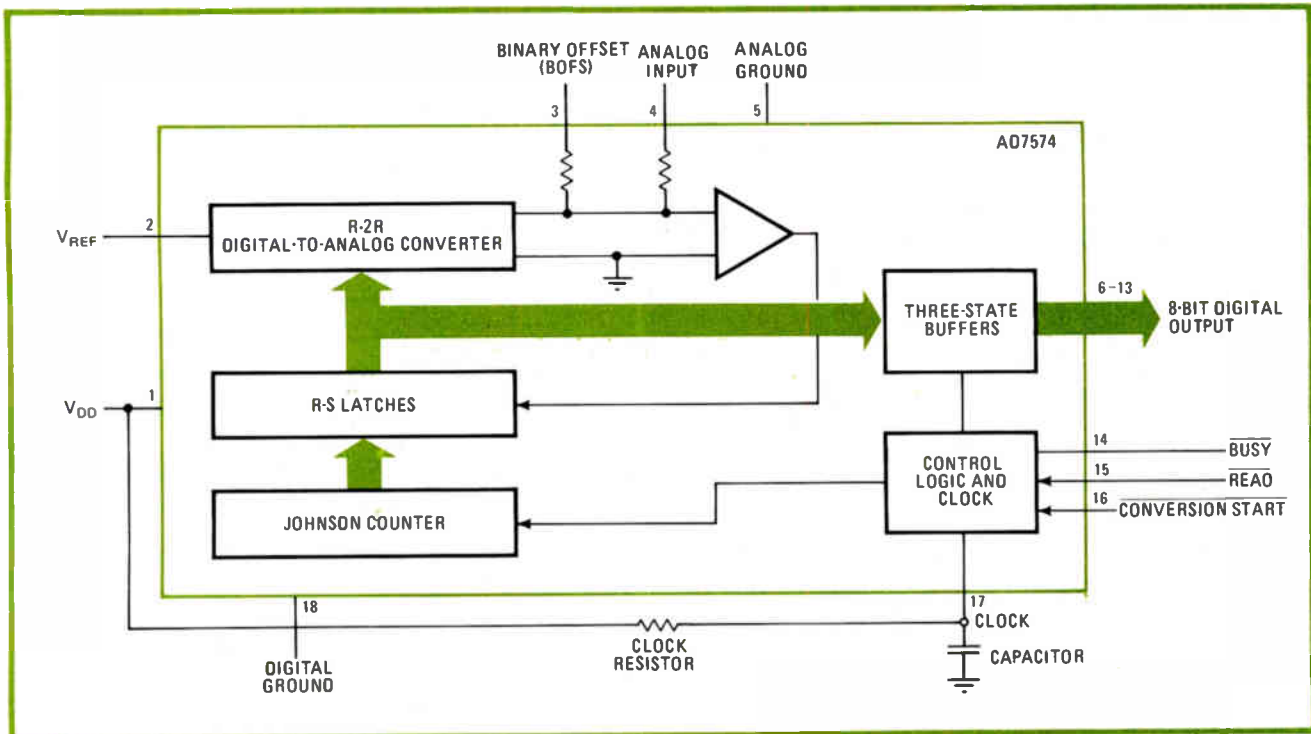 BINARY OFFSET
(BOFS)
ANALOG
INPUT
ANALOG
GROUND
3
4
5
AD7574
VREF
2
R-2R
DIGITAL-TO-ANALOG CONVERTER
6–13
THREE-STATE
BUFFERS
8-BIT DIGITAL
OUTPUT
VDD
1
R-S LATCHES
CONTROL
LOGIC AND
CLOCK
14
BUSY
15
READ
16
CONVERSION START
JOHNSON COUNTER
18
17
CLOCK
CLOCK
RESISTOR
CAPACITOR
DIGITAL
GROUND